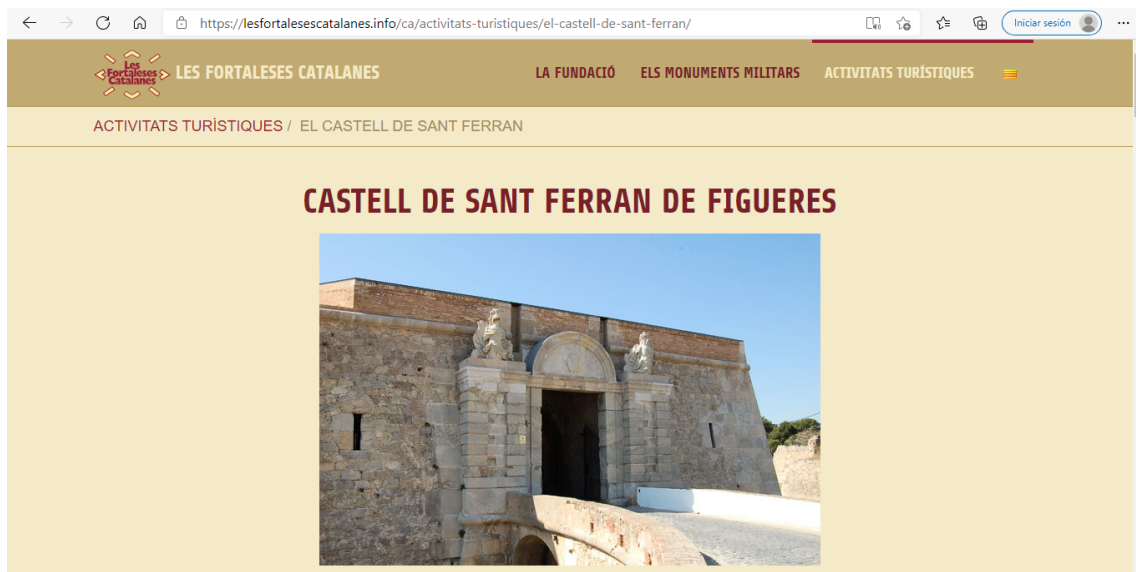 https://lesfortalesescatalanes.info/ca/activitats-turistiques/el-castell-de-sant-ferran/
Iniciar sesión
Les Fortaleses Catalanes
LES FORTALESES CATALANES
LA FUNDACIÓ
ELS MONUMENTS MILITARS
ACTIVITATS TURÍSTIQUES
ACTIVITATS TURÍSTIQUES / EL CASTELL DE SANT FERRAN
CASTELL DE SANT FERRAN DE FIGUERES